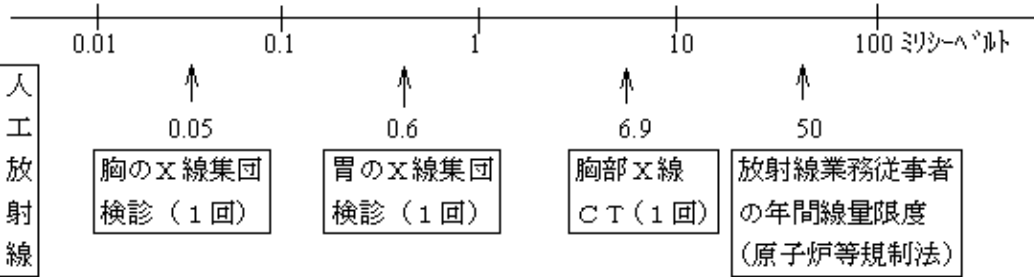 0.01 0.1 1 10 100 ミリシーベルト
人工放射線
0.05 0.6 6.9 50
胸のX線集団
検診（1回）
胃のX線集団
検診（1回）
胸部X線
CT（1回）
放射線業務従事者
の年間線量限度
（原子炉等規制法）